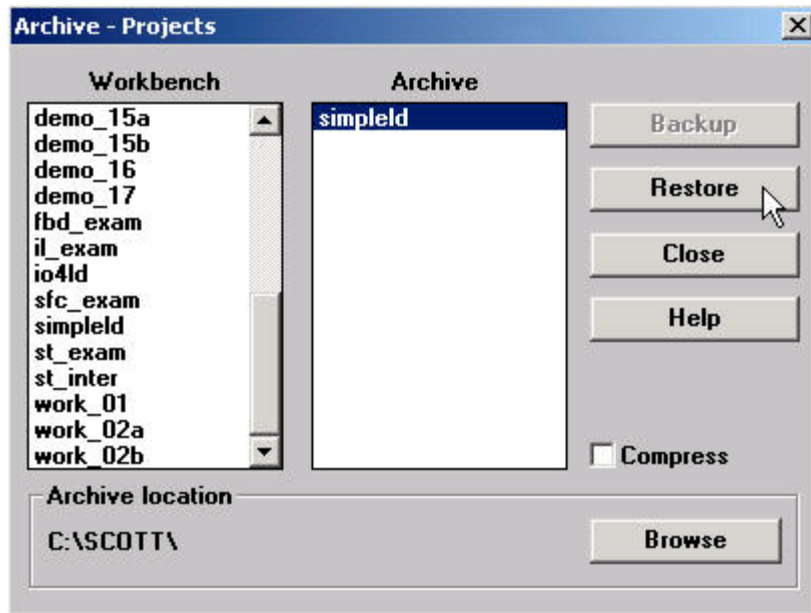 Archive - Projects
Workbench
Archive
demo_15a
demo_15b
demo_16
demo_17
fbd_exam
il_exam
io4ld
sfc_exam
simpleld
st_exam
st_inter
work_01
work_02a
work_02b
simpleld
Backup
Restore
Close
Help
Compress
Archive location
C:\SCOTT\
Browse